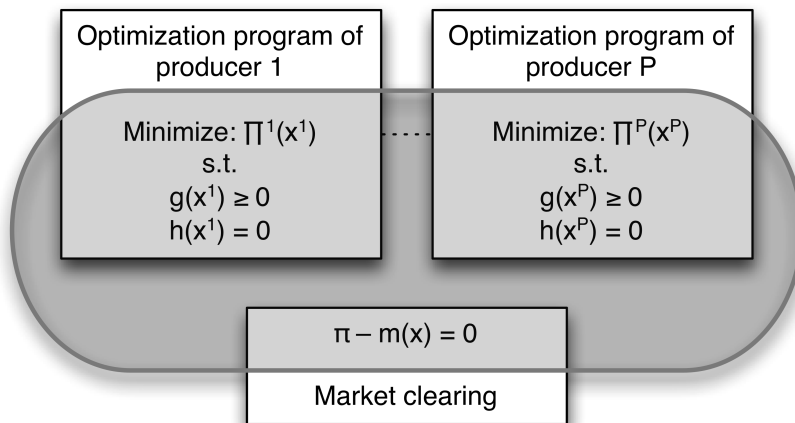 Optimization program of
producer 1
Minimize: ∏¹(x¹)
s.t.
g(x¹) ≥ 0
h(x¹) = 0
Optimization program of
producer P
Minimize: ∏ᴾ(xᴾ)
s.t.
g(xᴾ) ≥ 0
h(xᴾ) = 0
π – m(x) = 0
Market clearing